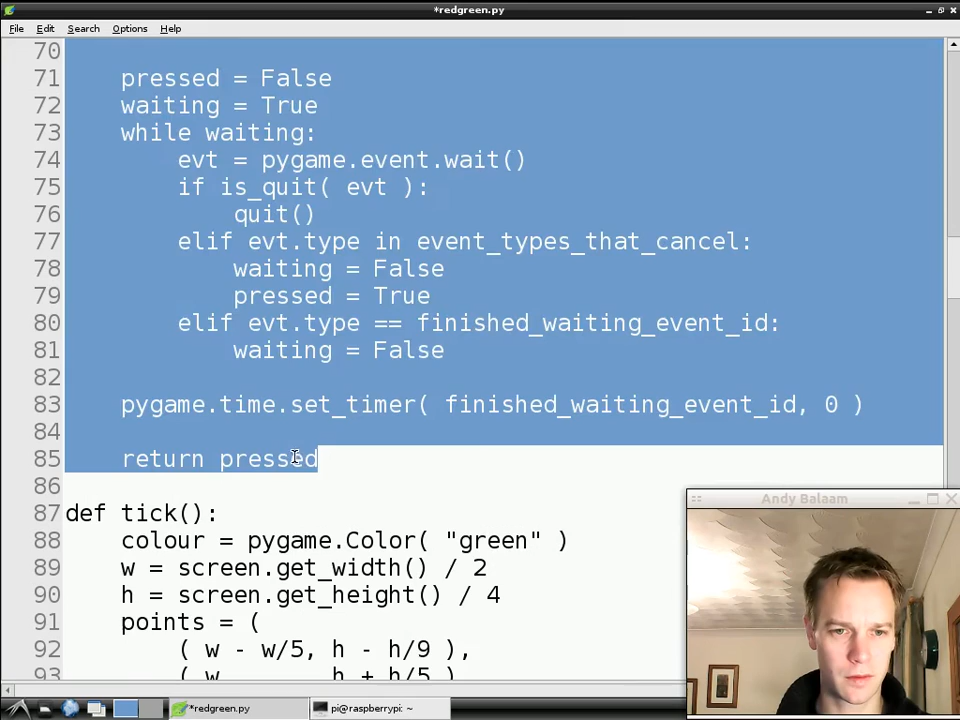 *redgreen.py
File Edit Search Options Help
70
71 pressed = False
72 waiting = True
73 while waiting:
74 evt = pygame.event.wait()
75 if is_quit( evt ):
76 quit()
77 elif evt.type in event_types_that_cancel:
78 waiting = False
79 pressed = True
80 elif evt.type == finished_waiting_event_id:
81 waiting = False
82
83 pygame.time.set_timer( finished_waiting_event_id, 0 )
84
85 return pressed
86
87 def tick():
88 colour = pygame.Color( "green" )
89 w = screen.get_width() / 2
90 h = screen.get_height() / 4
91 points = (
92 ( w - w/5, h - h/9 ),
93 ( w h + h/5 )
Andy Balaam
*redgreen.py
pi@raspberrypi: ~